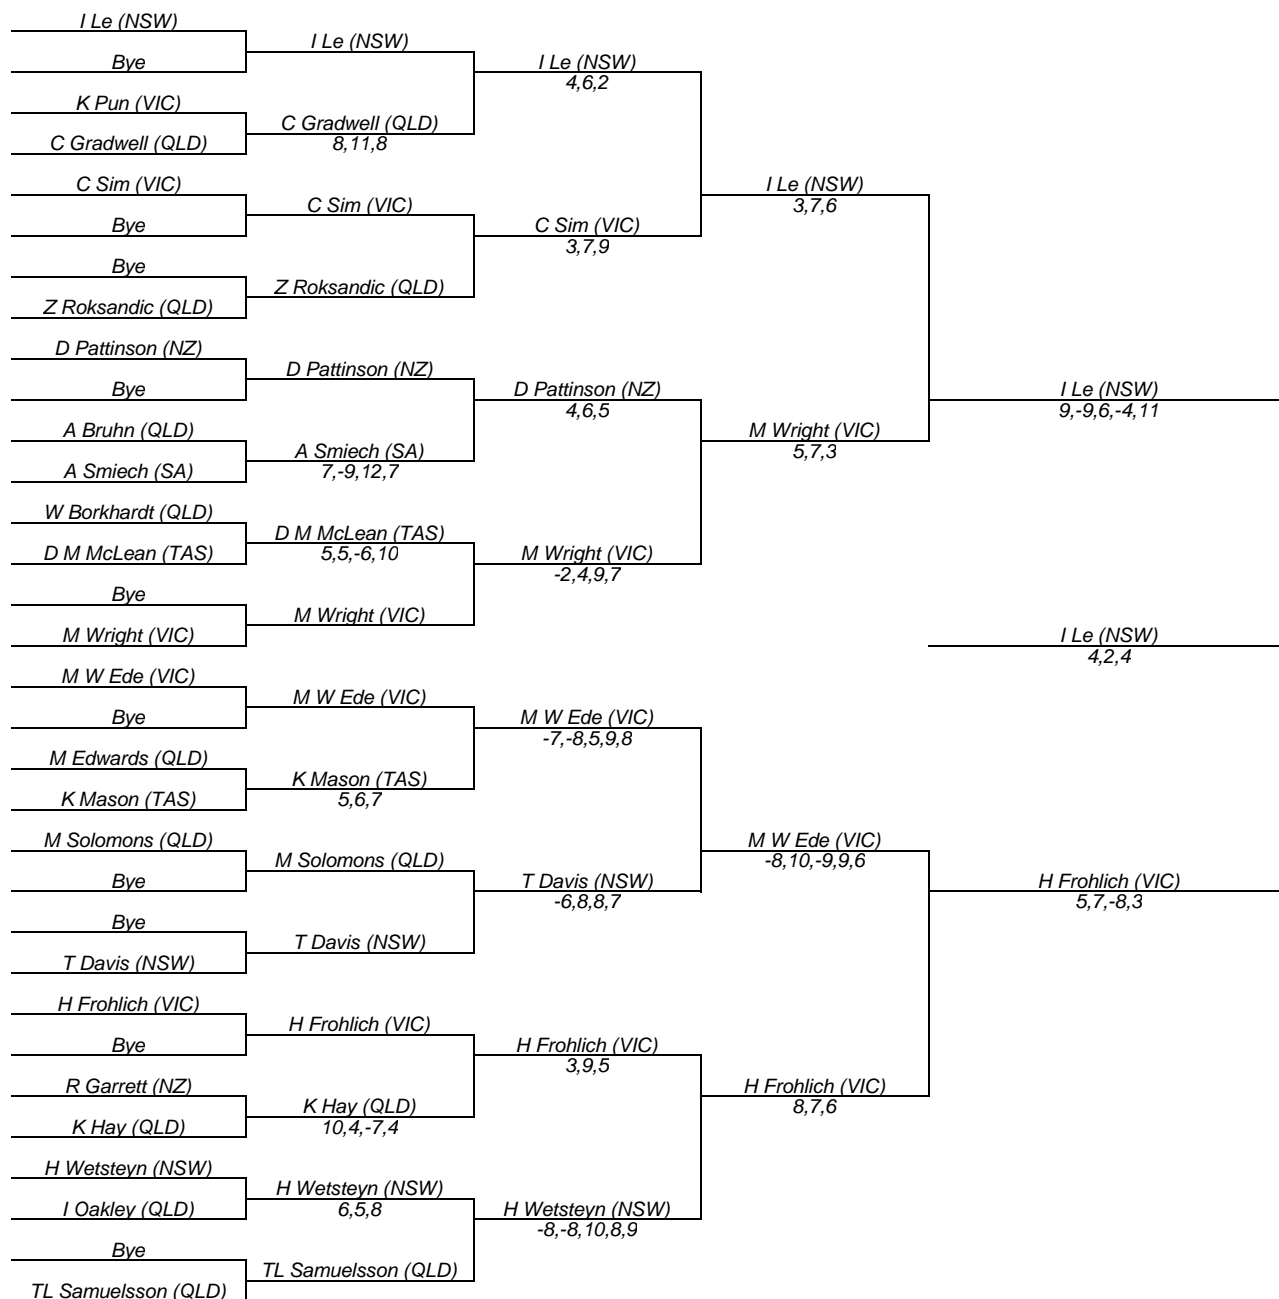 I Le (NSW)
Bye
K Pun (VIC)
C Gradwell (QLD)
C Sim (VIC)
Bye
Bye
Z Roksandic (QLD)
D Pattinson (NZ)
Bye
A Bruhn (QLD)
A Smiech (SA)
W Borkhardt (QLD)
D M McLean (TAS)
Bye
M Wright (VIC)
M W Ede (VIC)
Bye
M Edwards (QLD)
K Mason (TAS)
M Solomons (QLD)
Bye
Bye
T Davis (NSW)
H Frohlich (VIC)
Bye
R Garrett (NZ)
K Hay (QLD)
H Wetsteyn (NSW)
I Oakley (QLD)
Bye
TL Samuelsson (QLD)
I Le (NSW)
C Gradwell (QLD)
8,11,8
C Sim (VIC)
Z Roksandic (QLD)
D Pattinson (NZ)
A Smiech (SA)
7,-9,12,7
D M McLean (TAS)
5,5,-6,10
M Wright (VIC)
M W Ede (VIC)
K Mason (TAS)
5,6,7
M Solomons (QLD)
T Davis (NSW)
H Frohlich (VIC)
K Hay (QLD)
10,4,-7,4
H Wetsteyn (NSW)
6,5,8
TL Samuelsson (QLD)
I Le (NSW)
4,6,2
C Sim (VIC)
3,7,9
D Pattinson (NZ)
4,6,5
M Wright (VIC)
-2,4,9,7
M W Ede (VIC)
-7,-8,5,9,8
T Davis (NSW)
-6,8,8,7
H Frohlich (VIC)
3,9,5
H Wetsteyn (NSW)
-8,-8,10,8,9
I Le (NSW)
3,7,6
M Wright (VIC)
5,7,3
M W Ede (VIC)
-8,10,-9,9,6
H Frohlich (VIC)
8,7,6
I Le (NSW)
9,-9,6,-4,11
I Le (NSW)
4,2,4
H Frohlich (VIC)
5,7,-8,3